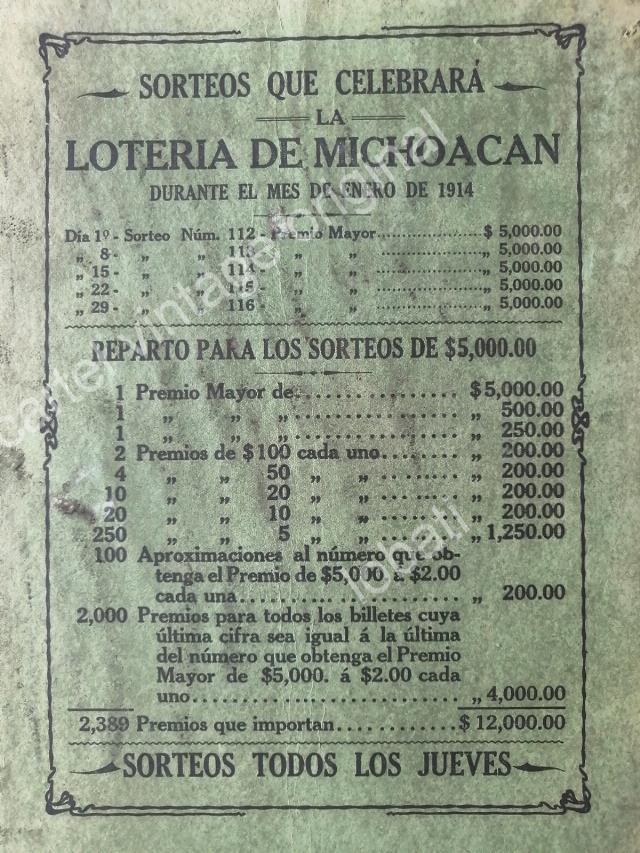 SORTEOS QUE CELEBRARÁ
LA
LOTERIA DE MICHOACAN
DURANTE EL MES DE ENERO DE 1914
Día 1º - Sorteo Núm. 112 - Premio Mayor.................... $ 5,000.00
„ 8 - „ „ 113 - „ „ .................... „ 5,000.00
„ 15 - „ „ 114 - „ „ .................... „ 5,000.00
„ 22 - „ „ 115 - „ „ .................... „ 5,000.00
„ 29 - „ „ 116 - „ „ .................... „ 5,000.00
REPARTO PARA LOS SORTEOS DE $5,000.00
1 Premio Mayor de................ $ 5,000.00
1 „ „ „ ................ „ 500.00
1 „ „ „ ................ „ 250.00
2 Premios de $100 cada uno........ „ 200.00
4 „ „ 50 „ „ ........ „ 200.00
10 „ „ 20 „ „ ........ „ 200.00
20 „ „ 10 „ „ ........ „ 200.00
250 „ „ 5 „ „ ........ „ 1,250.00
100 Aproximaciones al número que ob-
tenga el Premio de $5,000 á $2.00
cada una........................ „ 200.00
2,000 Premios para todos los billetes cuya
última cifra sea igual á la última
del número que obtenga el Premio
Mayor de $5,000. á $2.00 cada
uno............................ „ 4,000.00
2,389 Premios que importan............ $ 12,000.00
SORTEOS TODOS LOS JUEVES